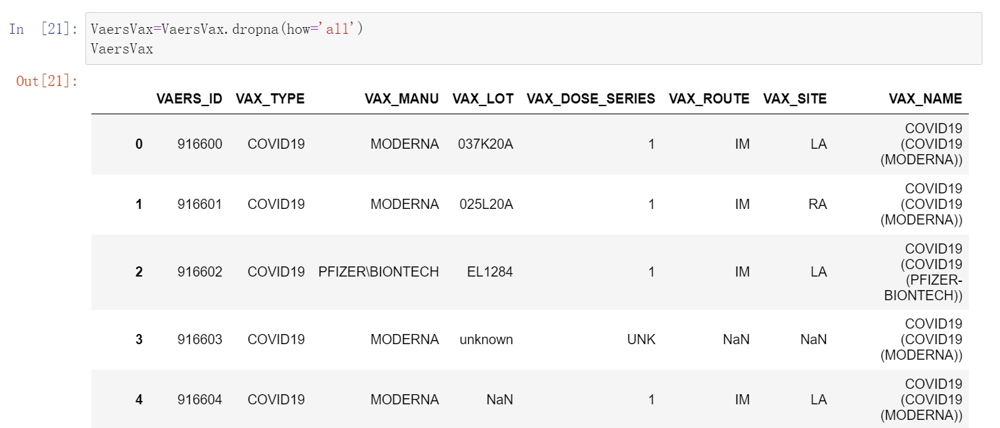 In [21]: VaersVax=VaersVax.dropna(how='all')
VaersVax
Out[21]:
VAERS_ID VAX_TYPE VAX_MANU VAX_LOT VAX_DOSE_SERIES VAX_ROUTE VAX_SITE VAX_NAME
0 916600 COVID19 MODERNA 037K20A 1 IM LA COVID19 (COVID19 (MODERNA))
1 916601 COVID19 MODERNA 025L20A 1 IM RA COVID19 (COVID19 (MODERNA))
2 916602 COVID19 PFIZER\BIONTECH EL1284 1 IM LA COVID19 (COVID19 (PFIZER-BIONTECH))
3 916603 COVID19 MODERNA unknown UNK NaN NaN COVID19 (COVID19 (MODERNA))
4 916604 COVID19 MODERNA NaN 1 IM LA COVID19 (COVID19 (MODERNA))